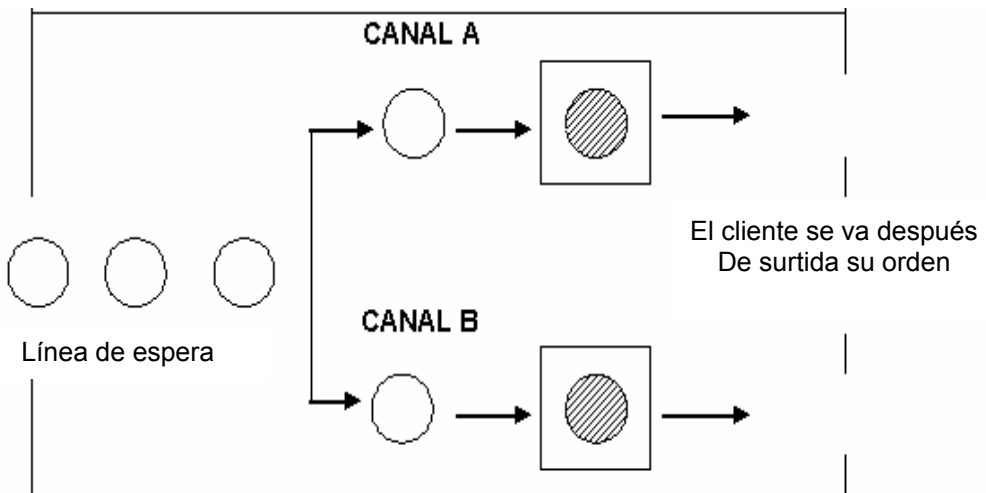 CANAL A
El cliente se va después
De surtida su orden
CANAL B
Línea de espera